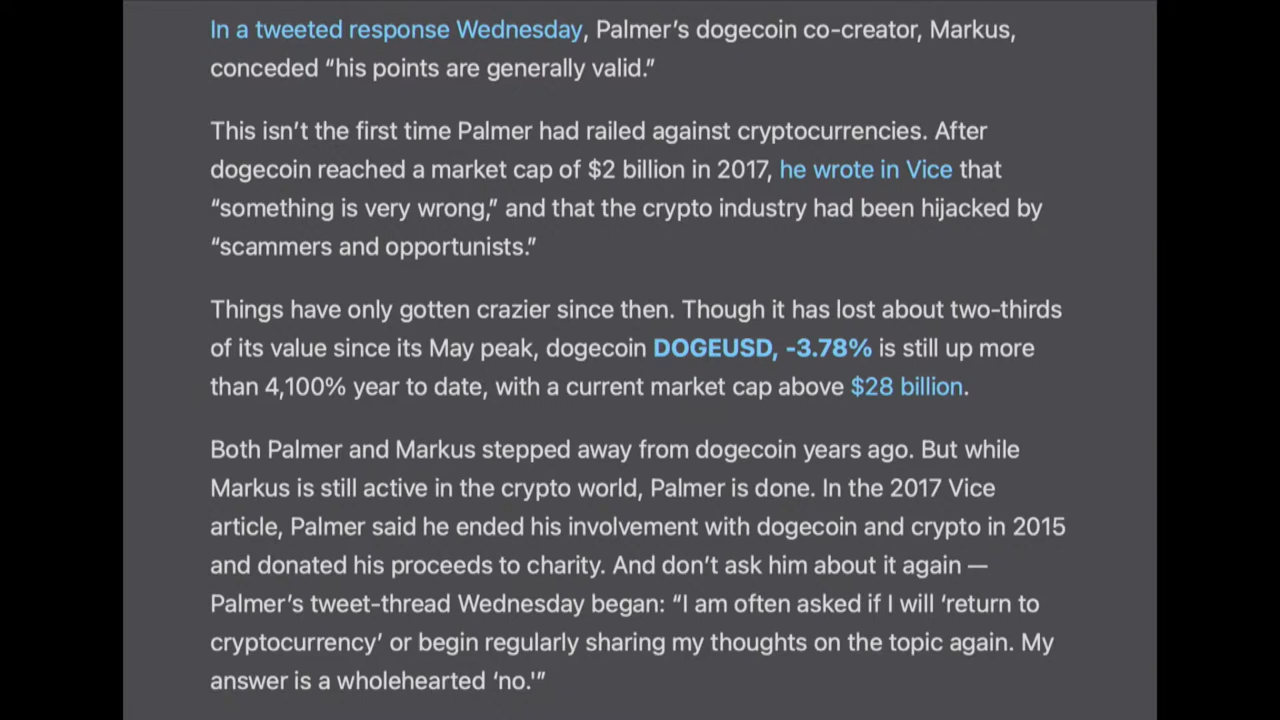 In a tweeted response Wednesday, Palmer’s dogecoin co-creator, Markus,
conceded “his points are generally valid.”
This isn’t the first time Palmer had railed against cryptocurrencies. After
dogecoin reached a market cap of $2 billion in 2017, he wrote in Vice that
“something is very wrong,” and that the crypto industry had been hijacked by
“scammers and opportunists.”
Things have only gotten crazier since then. Though it has lost about two-thirds
of its value since its May peak, dogecoin DOGEUSD, -3.78% is still up more
than 4,100% year to date, with a current market cap above $28 billion.
Both Palmer and Markus stepped away from dogecoin years ago. But while
Markus is still active in the crypto world, Palmer is done. In the 2017 Vice
article, Palmer said he ended his involvement with dogecoin and crypto in 2015
and donated his proceeds to charity. And don’t ask him about it again —
Palmer’s tweet-thread Wednesday began: “I am often asked if I will ‘return to
cryptocurrency’ or begin regularly sharing my thoughts on the topic again. My
answer is a wholehearted ‘no.'”